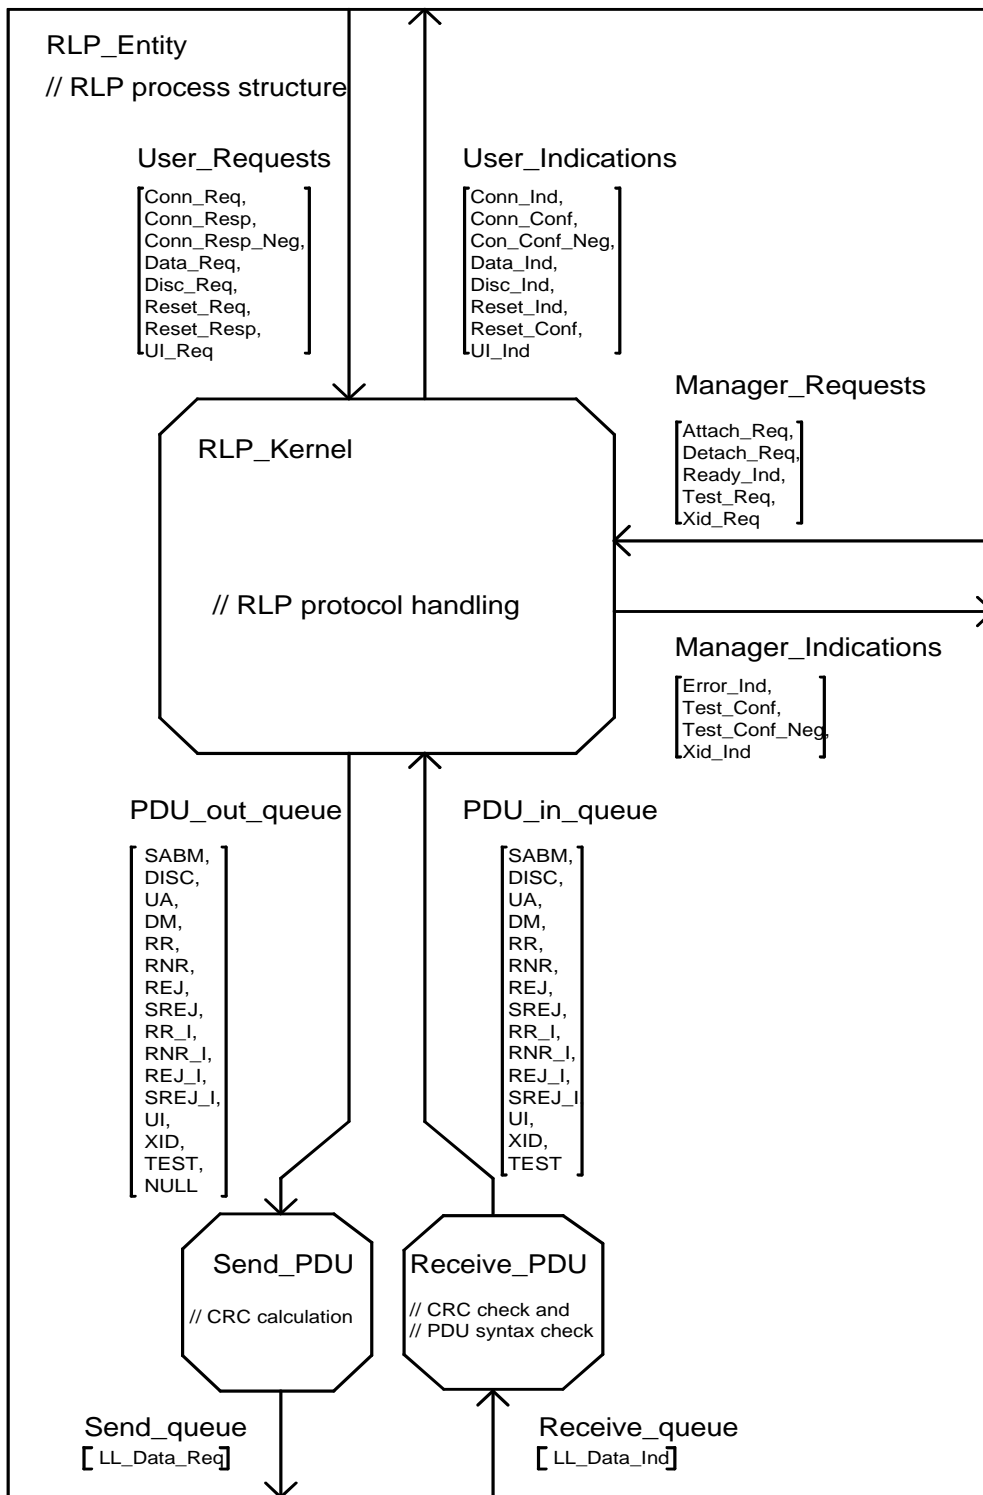 RLP_Entity
// RLP process structure
User_Requests
Conn_Req,
Conn_Resp,
Conn_Resp_Neg,
Data_Req,
Disc_Req,
Reset_Req,
Reset_Resp,
UI_Req
User_Indications
Conn_Ind,
Conn_Conf,
Con_Conf_Neg,
Data_Ind,
Disc_Ind,
Reset_Ind,
Reset_Conf,
UI_Ind
Manager_Requests
Attach_Req,
Detach_Req,
Ready_Ind,
Test_Req,
Xid_Req
RLP_Kernel
// RLP protocol handling
Manager_Indications
Error_Ind,
Test_Conf,
Test_Conf_Neg,
Xid_Ind
PDU_out_queue
SABM,
DISC,
UA,
DM,
RR,
RNR,
REJ,
SREJ,
RR_I,
RNR_I,
REJ_I,
SREJ_I,
UI,
XID,
TEST,
NULL
PDU_in_queue
SABM,
DISC,
UA,
DM,
RR,
RNR,
REJ,
SREJ,
RR_I,
RNR_I,
REJ_I,
SREJ_I
UI,
XID,
TEST
Send_PDU
// CRC calculation
Receive_PDU
// CRC check and
// PDU syntax check
Send_queue
[ LL_Data_Req]
Receive_queue
[ LL_Data_Ind]